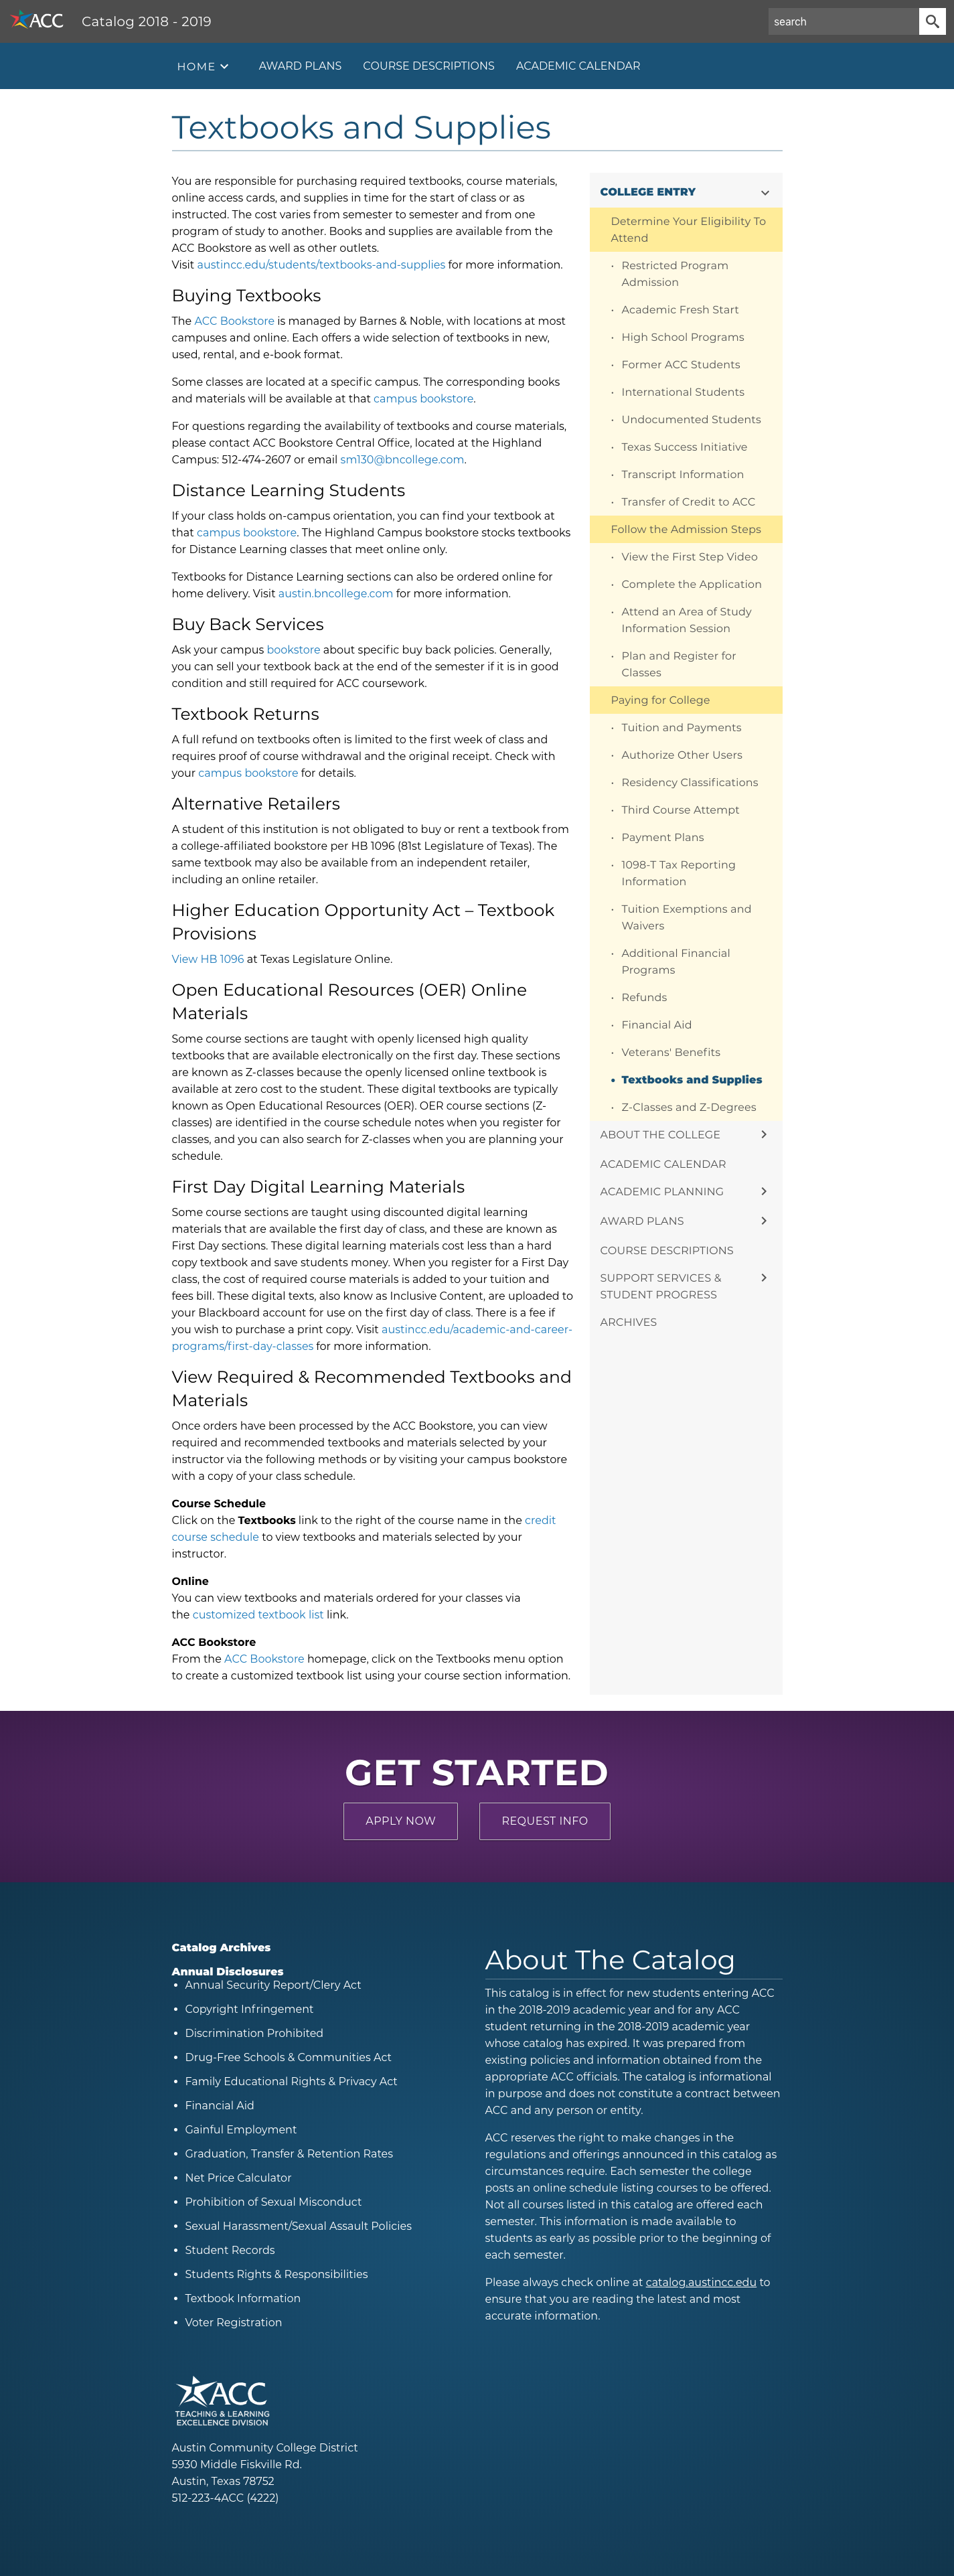 ACC
Catalog 2018 - 2019
search
HOME
AWARD PLANS
COURSE DESCRIPTIONS
ACADEMIC CALENDAR
Textbooks and Supplies
You are responsible for purchasing required textbooks, course materials,
online access cards, and supplies in time for the start of class or as
instructed. The cost varies from semester to semester and from one
program of study to another. Books and supplies are available from the
ACC Bookstore as well as other outlets.
Visit austincc.edu/students/textbooks-and-supplies for more information.
Buying Textbooks
The ACC Bookstore is managed by Barnes & Noble, with locations at most
campuses and online. Each offers a wide selection of textbooks in new,
used, rental, and e-book format.
Some classes are located at a specific campus. The corresponding books
and materials will be available at that campus bookstore.
For questions regarding the availability of textbooks and course materials,
please contact ACC Bookstore Central Office, located at the Highland
Campus: 512-474-2607 or email sm130@bncollege.com.
Distance Learning Students
If your class holds on-campus orientation, you can find your textbook at
that campus bookstore. The Highland Campus bookstore stocks textbooks
for Distance Learning classes that meet online only.
Textbooks for Distance Learning sections can also be ordered online for
home delivery. Visit austin.bncollege.com for more information.
Buy Back Services
Ask your campus bookstore about specific buy back policies. Generally,
you can sell your textbook back at the end of the semester if it is in good
condition and still required for ACC coursework.
Textbook Returns
A full refund on textbooks often is limited to the first week of class and
requires proof of course withdrawal and the original receipt. Check with
your campus bookstore for details.
Alternative Retailers
A student of this institution is not obligated to buy or rent a textbook from
a college-affiliated bookstore per HB 1096 (81st Legislature of Texas). The
same textbook may also be available from an independent retailer,
including an online retailer.
Higher Education Opportunity Act – Textbook
Provisions
View HB 1096 at Texas Legislature Online.
Open Educational Resources (OER) Online
Materials
Some course sections are taught with openly licensed high quality
textbooks that are available electronically on the first day. These sections
are known as Z-classes because the openly licensed online textbook is
available at zero cost to the student. These digital textbooks are typically
known as Open Educational Resources (OER). OER course sections (Z-
classes) are identified in the course schedule notes when you register for
classes, and you can also search for Z-classes when you are planning your
schedule.
First Day Digital Learning Materials
Some course sections are taught using discounted digital learning
materials that are available the first day of class, and these are known as
First Day sections. These digital learning materials cost less than a hard
copy textbook and save students money. When you register for a First Day
class, the cost of required course materials is added to your tuition and
fees bill. These digital texts, also know as Inclusive Content, are uploaded to
your Blackboard account for use on the first day of class. There is a fee if
you wish to purchase a print copy. Visit austincc.edu/academic-and-career-
programs/first-day-classes for more information.
View Required & Recommended Textbooks and
Materials
Once orders have been processed by the ACC Bookstore, you can view
required and recommended textbooks and materials selected by your
instructor via the following methods or by visiting your campus bookstore
with a copy of your class schedule.
Course Schedule
Click on the Textbooks link to the right of the course name in the credit
course schedule to view textbooks and materials selected by your
instructor.
Online
You can view textbooks and materials ordered for your classes via
the customized textbook list link.
ACC Bookstore
From the ACC Bookstore homepage, click on the Textbooks menu option
to create a customized textbook list using your course section information.
COLLEGE ENTRY
Determine Your Eligibility To
Attend
• Restricted Program
Admission
• Academic Fresh Start
• High School Programs
• Former ACC Students
• International Students
• Undocumented Students
• Texas Success Initiative
• Transcript Information
• Transfer of Credit to ACC
Follow the Admission Steps
• View the First Step Video
• Complete the Application
• Attend an Area of Study
Information Session
• Plan and Register for
Classes
Paying for College
• Tuition and Payments
• Authorize Other Users
• Residency Classifications
• Third Course Attempt
• Payment Plans
• 1098-T Tax Reporting
Information
• Tuition Exemptions and
Waivers
• Additional Financial
Programs
• Refunds
• Financial Aid
• Veterans' Benefits
• Textbooks and Supplies
• Z-Classes and Z-Degrees
ABOUT THE COLLEGE
ACADEMIC CALENDAR
ACADEMIC PLANNING
AWARD PLANS
COURSE DESCRIPTIONS
SUPPORT SERVICES &
STUDENT PROGRESS
ARCHIVES
GET STARTED
APPLY NOW
REQUEST INFO
Catalog Archives
Annual Disclosures
• Annual Security Report/Clery Act
• Copyright Infringement
• Discrimination Prohibited
• Drug-Free Schools & Communities Act
• Family Educational Rights & Privacy Act
• Financial Aid
• Gainful Employment
• Graduation, Transfer & Retention Rates
• Net Price Calculator
• Prohibition of Sexual Misconduct
• Sexual Harassment/Sexual Assault Policies
• Student Records
• Students Rights & Responsibilities
• Textbook Information
• Voter Registration
About The Catalog
This catalog is in effect for new students entering ACC
in the 2018-2019 academic year and for any ACC
student returning in the 2018-2019 academic year
whose catalog has expired. It was prepared from
existing policies and information obtained from the
appropriate ACC officials. The catalog is informational
in purpose and does not constitute a contract between
ACC and any person or entity.
ACC reserves the right to make changes in the
regulations and offerings announced in this catalog as
circumstances require. Each semester the college
posts an online schedule listing courses to be offered.
Not all courses listed in this catalog are offered each
semester. This information is made available to
students as early as possible prior to the beginning of
each semester.
Please always check online at catalog.austincc.edu to
ensure that you are reading the latest and most
accurate information.
ACC
TEACHING & LEARNING
EXCELLENCE DIVISION
Austin Community College District
5930 Middle Fiskville Rd.
Austin, Texas 78752
512-223-4ACC (4222)